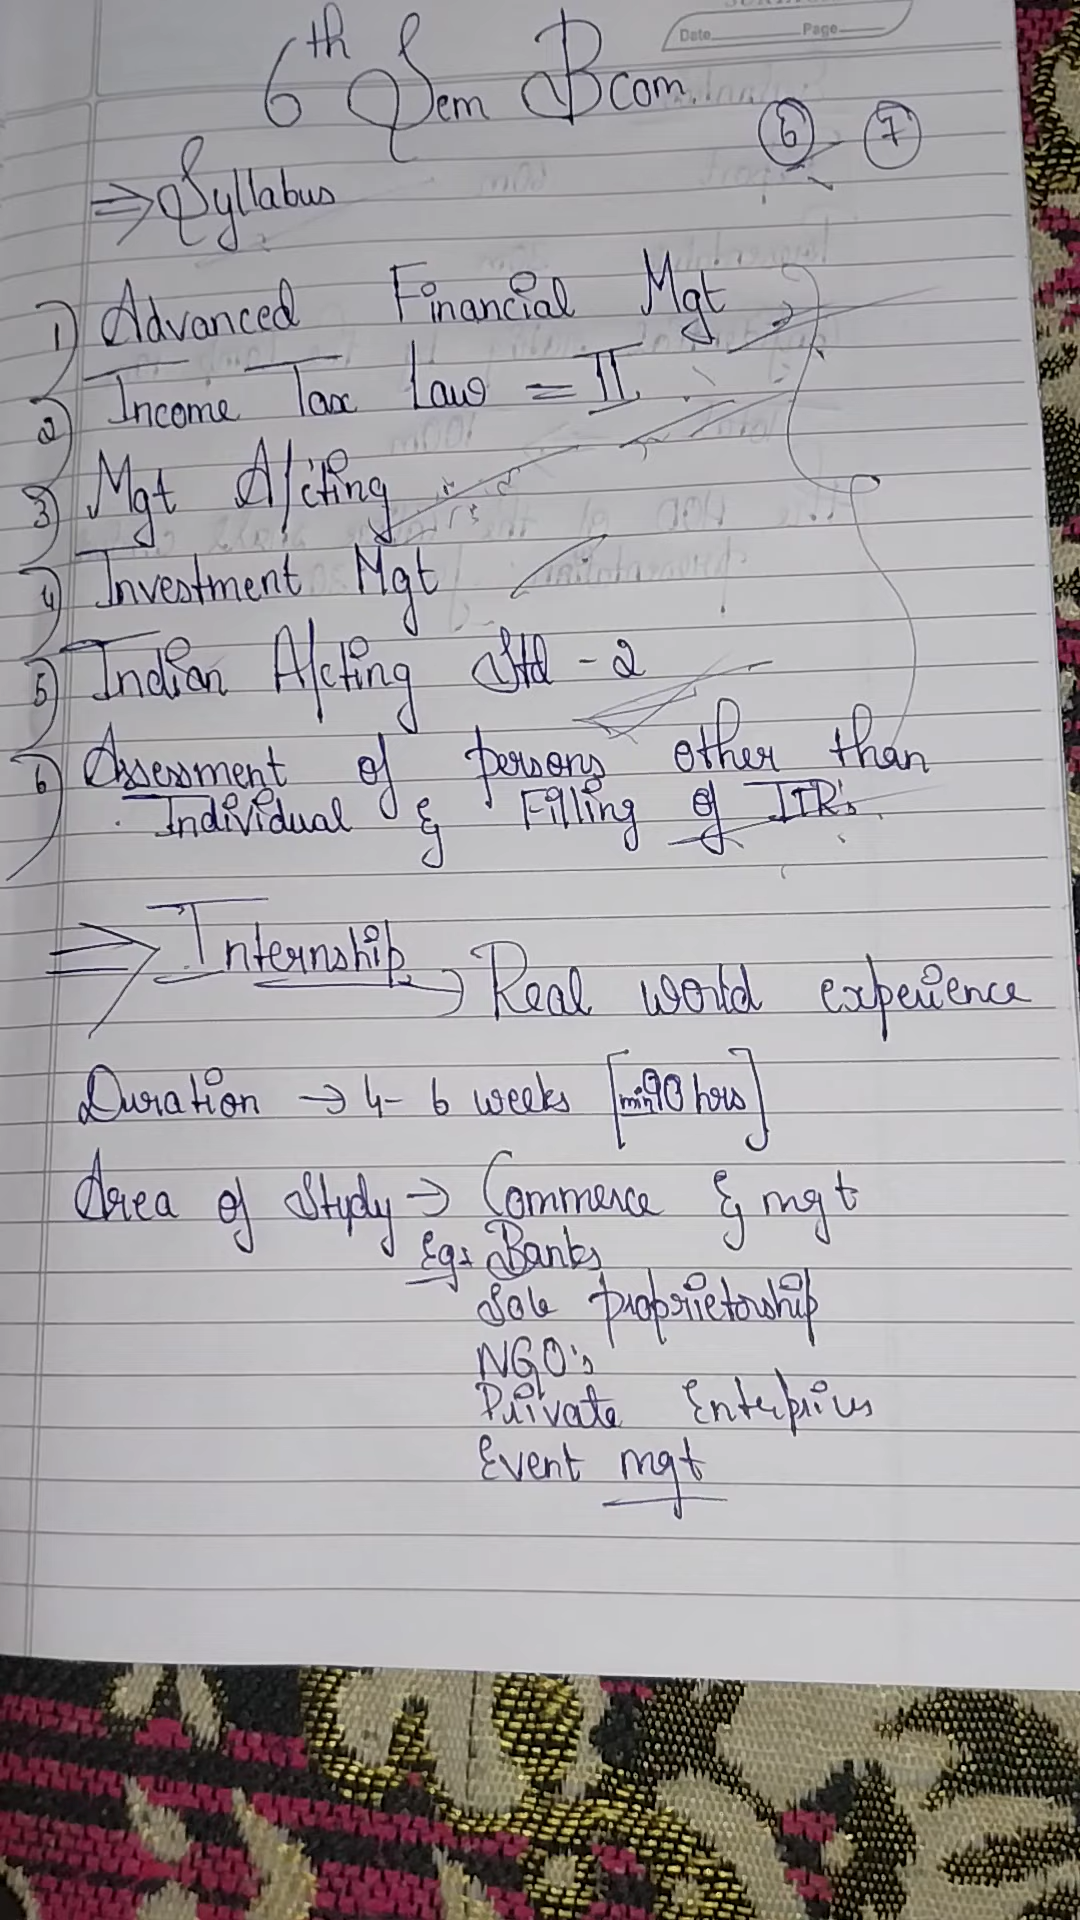 Date Page
6th Sem Bcom
6 7
⇒ Syllabus
1) Advanced Financial Mgt
2) Income Tax Law = II
3) Mgt A/cting
4) Investment Mgt
5) Indian A/cting Std - 2
6) Assessment of persons other than
Individual & Filling of ITR's.
⇒ Internship → Real world experience
Duration → 4- 6 weeks [min 90 hrs]
Area of Study → Commerce & mgt
Eg: Banks
Sole proprietorship
NGO's
Private Enterprises
Event mgt